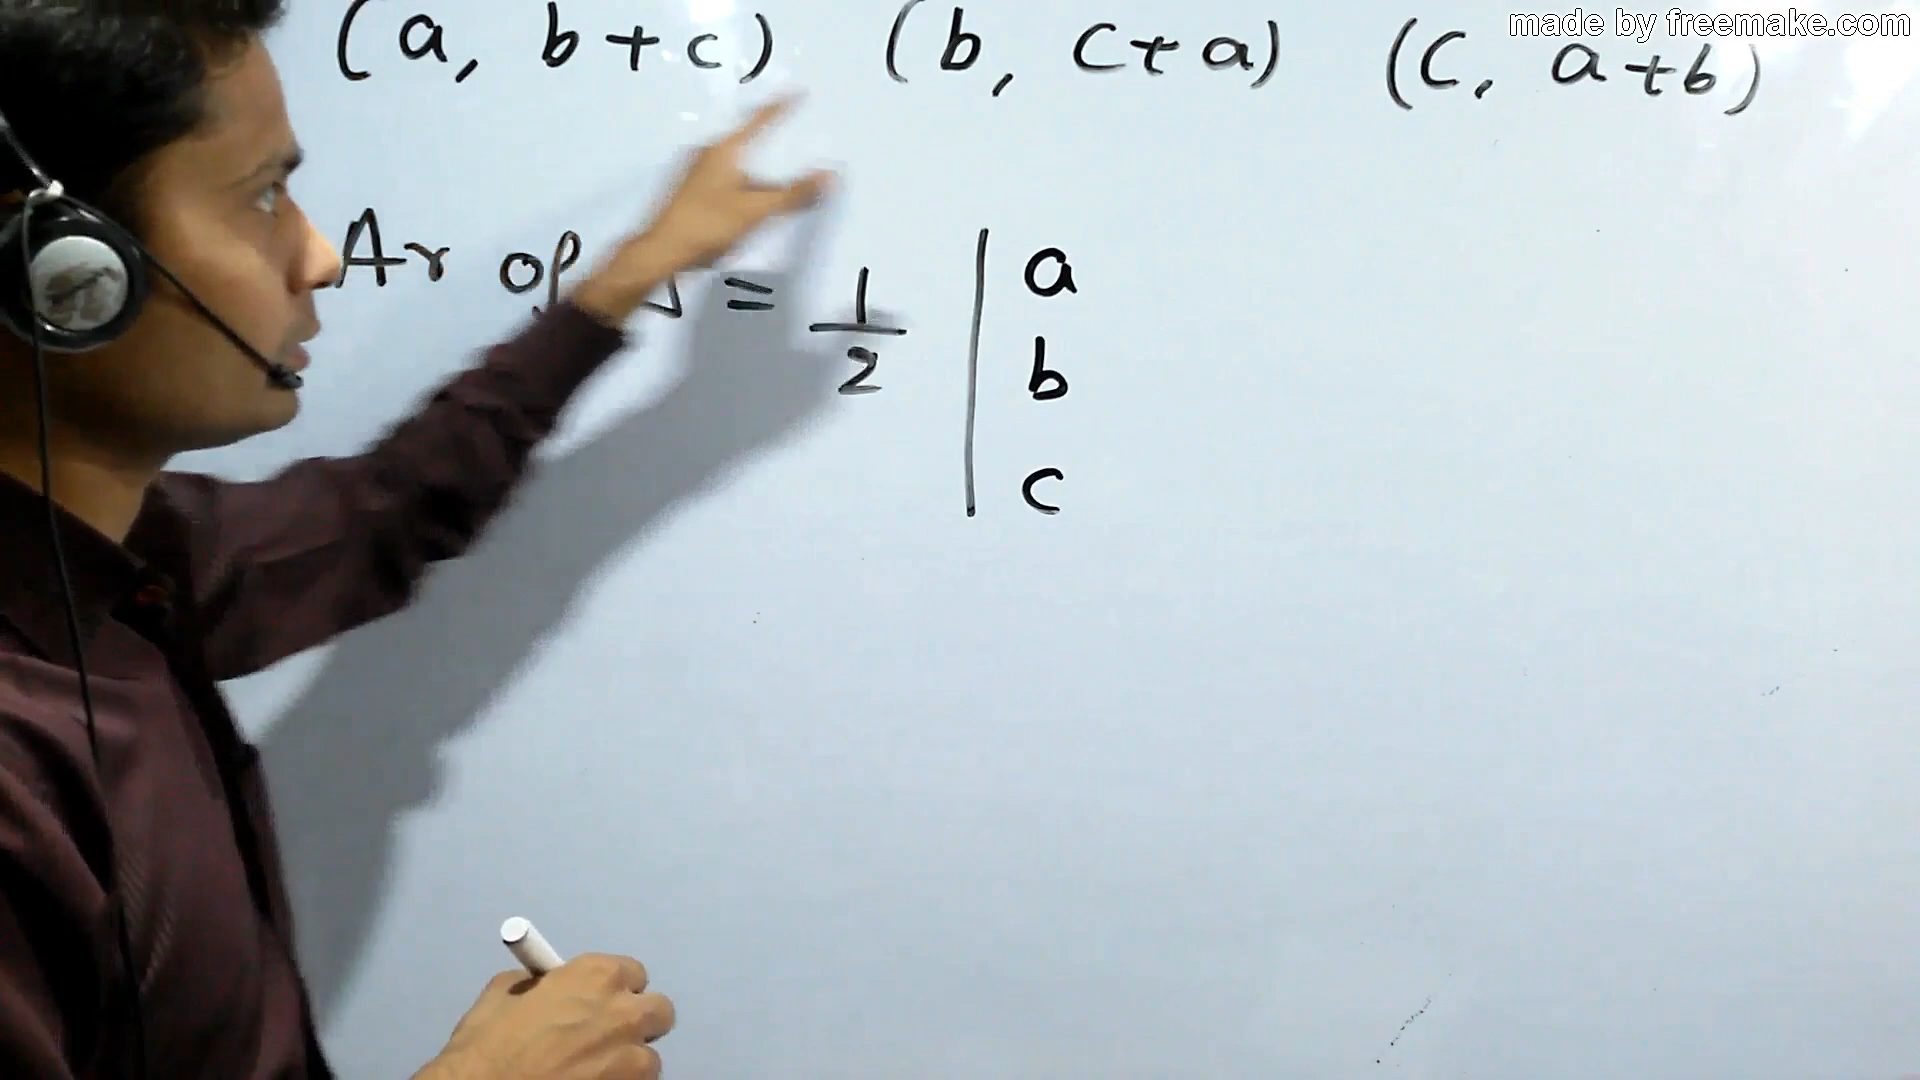 made by freemake.com
(a, b+c) (b, c+a) (c, a+b)
Ar of = 1/2 | a
b
c